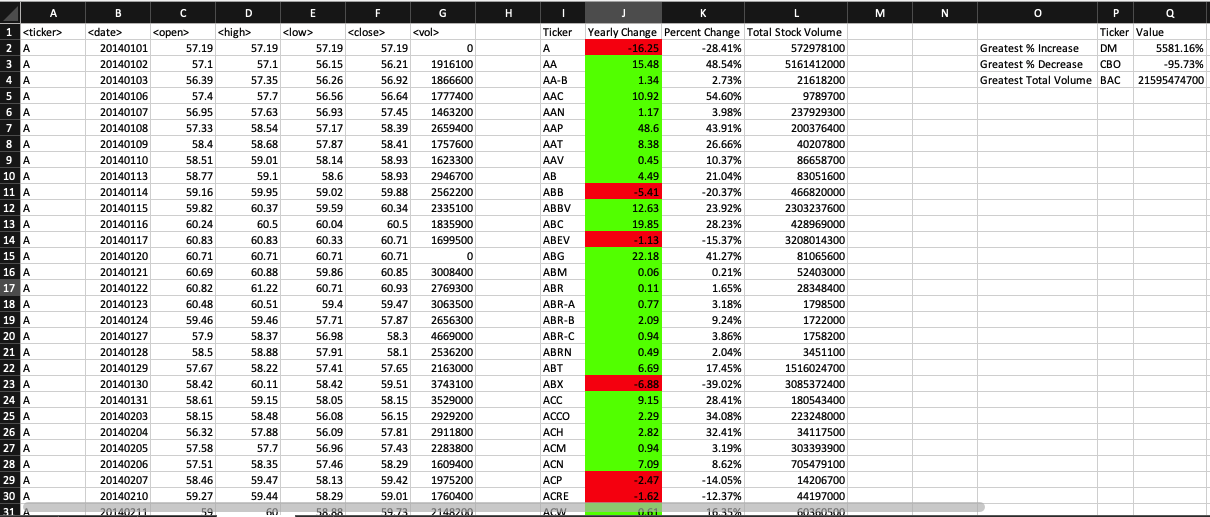 A B C D E F G H I J K L M N O P Q
1 <ticker> <date> <open> <high> <low> <close> <vol> Ticker Yearly Change Percent Change Total Stock Volume Ticker Value
2 A 20140101 57.19 57.19 57.19 57.19 0 A -16.25 -28.41% 572978100 Greatest % Increase DM 5581.16%
3 A 20140102 57.1 57.1 56.15 56.21 1916100 AA 15.48 48.54% 5161412000 Greatest % Decrease CBO -95.73%
4 A 20140103 56.39 57.35 56.26 56.92 1866600 AA-B 1.34 2.73% 21618200 Greatest Total Volume BAC 21595474700
5 A 20140106 57.4 57.7 56.56 56.64 1777400 AAC 10.92 54.60% 9789700
6 A 20140107 56.95 57.63 56.93 57.45 1463200 AAN 1.17 3.98% 237929300
7 A 20140108 57.33 58.54 57.17 58.39 2659400 AAP 48.6 43.91% 200376400
8 A 20140109 58.4 58.68 57.87 58.41 1757600 AAT 8.38 26.66% 40207800
9 A 20140110 58.51 59.01 58.14 58.93 1623300 AAV 0.45 10.37% 86658700
10 A 20140113 58.77 59.1 58.6 58.93 2946700 AB 4.49 21.04% 83051600
11 A 20140114 59.16 59.95 59.02 59.88 2562200 ABB -5.41 -20.37% 466820000
12 A 20140115 59.82 60.37 59.59 60.34 2335100 ABBV 12.63 23.92% 2303237600
13 A 20140116 60.24 60.5 60.04 60.5 1835900 ABC 19.85 28.23% 428969000
14 A 20140117 60.83 60.83 60.33 60.71 1699500 ABEV -1.13 -15.37% 3208014300
15 A 20140120 60.71 60.71 60.71 60.71 0 ABG 22.18 41.27% 81065600
16 A 20140121 60.69 60.88 59.86 60.85 3008400 ABM 0.06 0.21% 52403000
17 A 20140122 60.82 61.22 60.71 60.93 2769300 ABR 0.11 1.65% 28348400
18 A 20140123 60.48 60.51 59.4 59.47 3063500 ABR-A 0.77 3.18% 1798500
19 A 20140124 59.46 59.46 57.71 57.87 2656300 ABR-B 2.09 9.24% 1722000
20 A 20140127 57.9 58.37 56.98 58.3 4669000 ABR-C 0.94 3.86% 1758200
21 A 20140128 58.5 58.88 57.91 58.1 2536200 ABRN 0.49 2.04% 3451100
22 A 20140129 57.67 58.22 57.41 57.65 2163000 ABT 6.69 17.45% 1516024700
23 A 20140130 58.42 60.11 58.42 59.51 3743100 ABX -6.88 -39.02% 3085372400
24 A 20140131 58.61 59.15 58.05 58.15 3529000 ACC 9.15 28.41% 180543400
25 A 20140203 58.15 58.48 56.08 56.15 2929200 ACCO 2.29 34.08% 223248000
26 A 20140204 56.32 57.88 56.09 57.81 2911800 ACH 2.82 32.41% 34117500
27 A 20140205 57.58 57.7 56.96 57.43 2283800 ACM 0.94 3.19% 303393900
28 A 20140206 57.51 58.35 57.46 58.29 1609400 ACN 7.09 8.62% 705479100
29 A 20140207 58.46 59.47 58.13 59.42 1975200 ACP -2.47 -14.05% 14206700
30 A 20140210 59.27 59.44 58.29 59.01 1760400 ACRE -1.62 -12.37% 44197000
31 A 20140211 59 60 58.88 59.73 2148200 ACW 0.61 16.35% 60360500